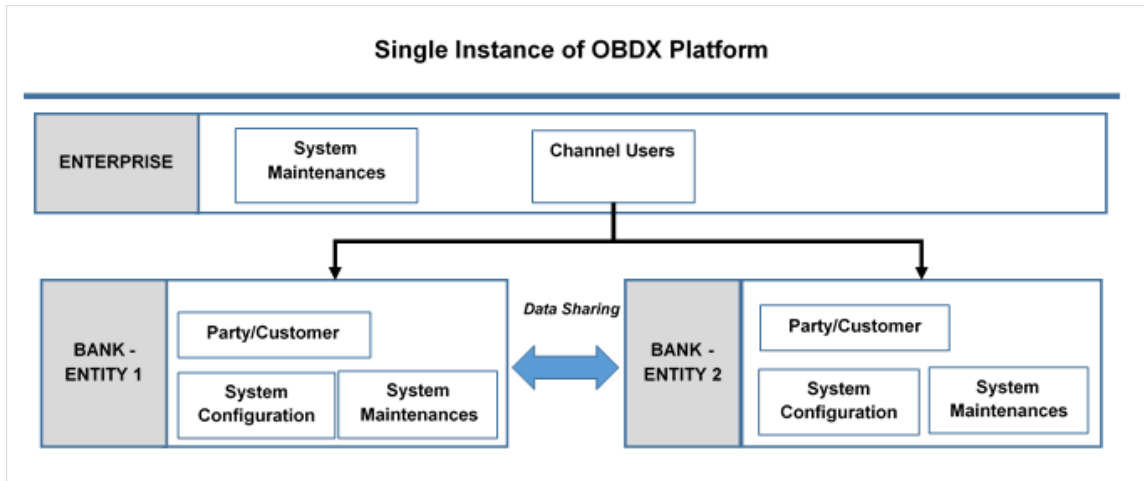 Single Instance of OBDX Platform
ENTERPRISE
System
Maintenances
Channel Users
BANK -
ENTITY 1
Party/Customer
System
Configuration
System
Maintenances
Data Sharing
BANK -
ENTITY 2
Party/Customer
System
Configuration
System
Maintenances